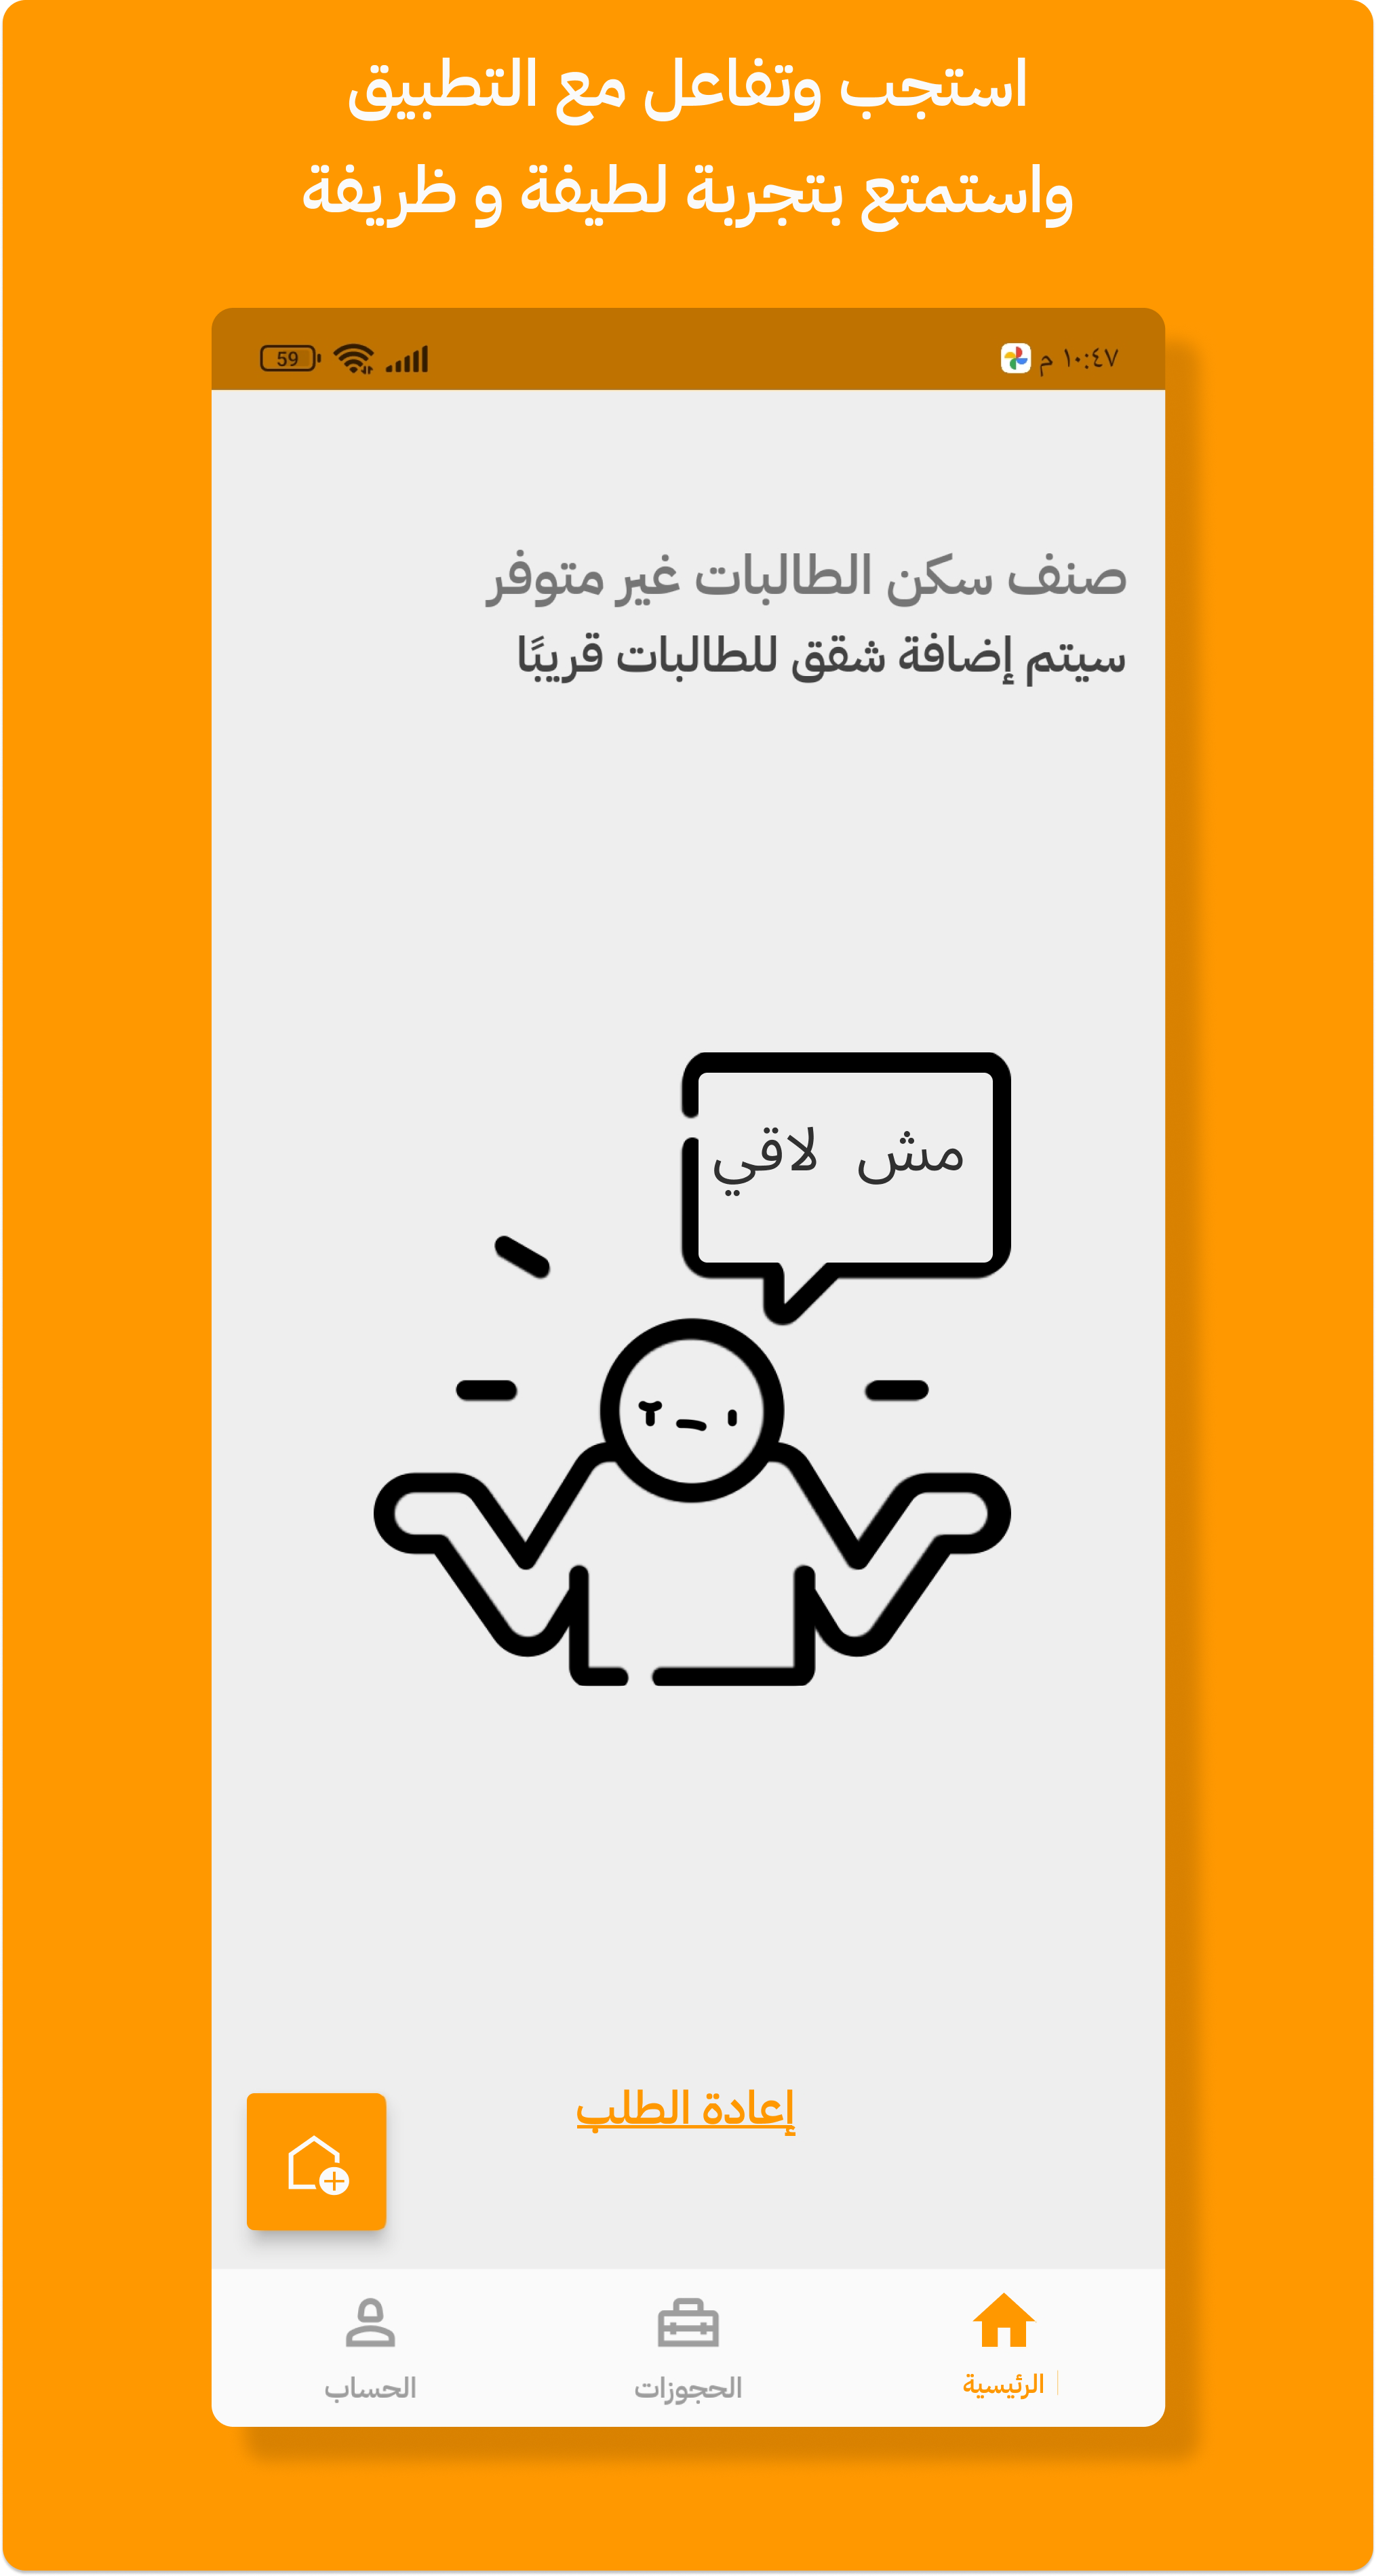 استجب وتفاعل مع التطبيق
واستمتع بتجربة لطيفة و ظريفة
١٠:٤٧ م
59
صنف سكن الطالبات غير متوفر
سيتم إضافة شقق للطالبات قريبًا
مش لاقي
إعادة الطلب
الرئيسية
الحجوزات
الحساب